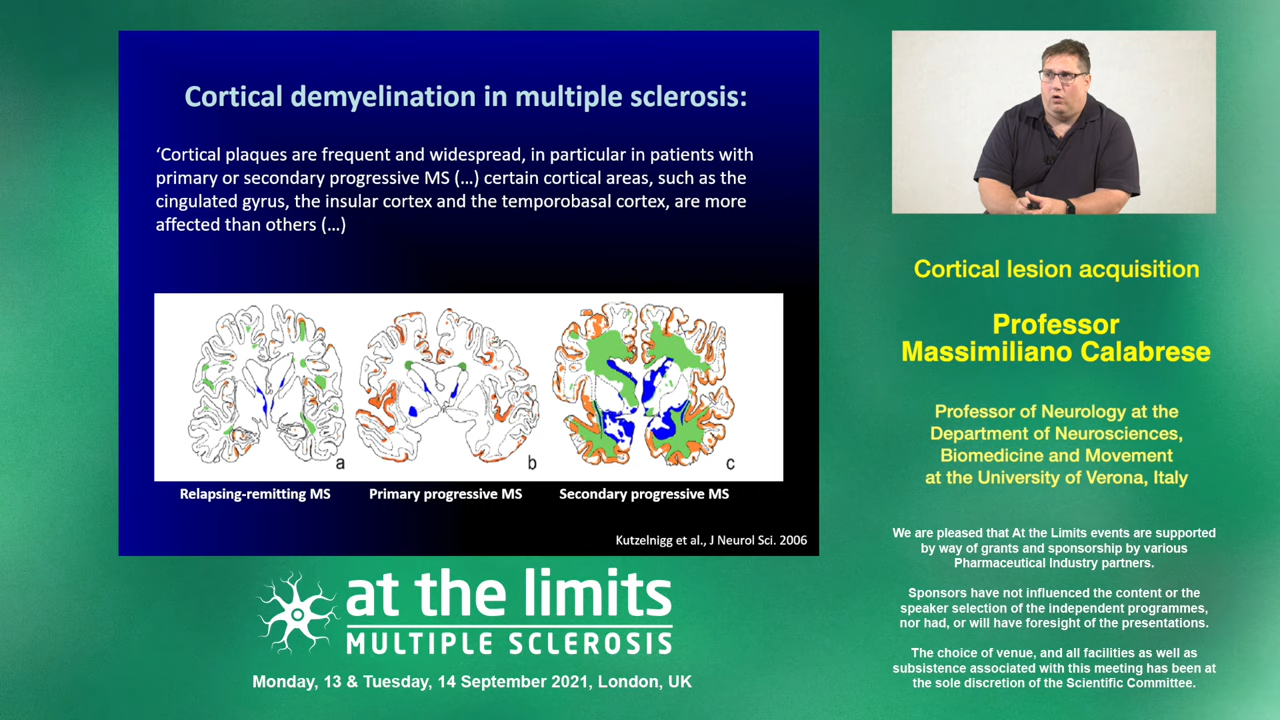 Cortical demyelination in multiple sclerosis:
‘Cortical plaques are frequent and widespread, in particular in patients with
primary or secondary progressive MS (…) certain cortical areas, such as the
cingulated gyrus, the insular cortex and the temporobasal cortex, are more
affected than others (…)
a
b
c
Relapsing-remitting MS
Primary progressive MS
Secondary progressive MS
Kutzelnigg et al., J Neurol Sci. 2006
at the limits
MULTIPLE SCLEROSIS
Monday, 13 & Tuesday, 14 September 2021, London, UK
Cortical lesion acquisition
Professor
Massimiliano Calabrese
Professor of Neurology at the
Department of Neurosciences,
Biomedicine and Movement
at the University of Verona, Italy
We are pleased that At the Limits events are supported
by way of grants and sponsorship by various
Pharmaceutical Industry partners.
Sponsors have not influenced the content or the
speaker selection of the independent programmes,
nor had, or will have foresight of the presentations.
The choice of venue, and all facilities as well as
subsistence associated with this meeting has been at
the sole discretion of the Scientific Committee.